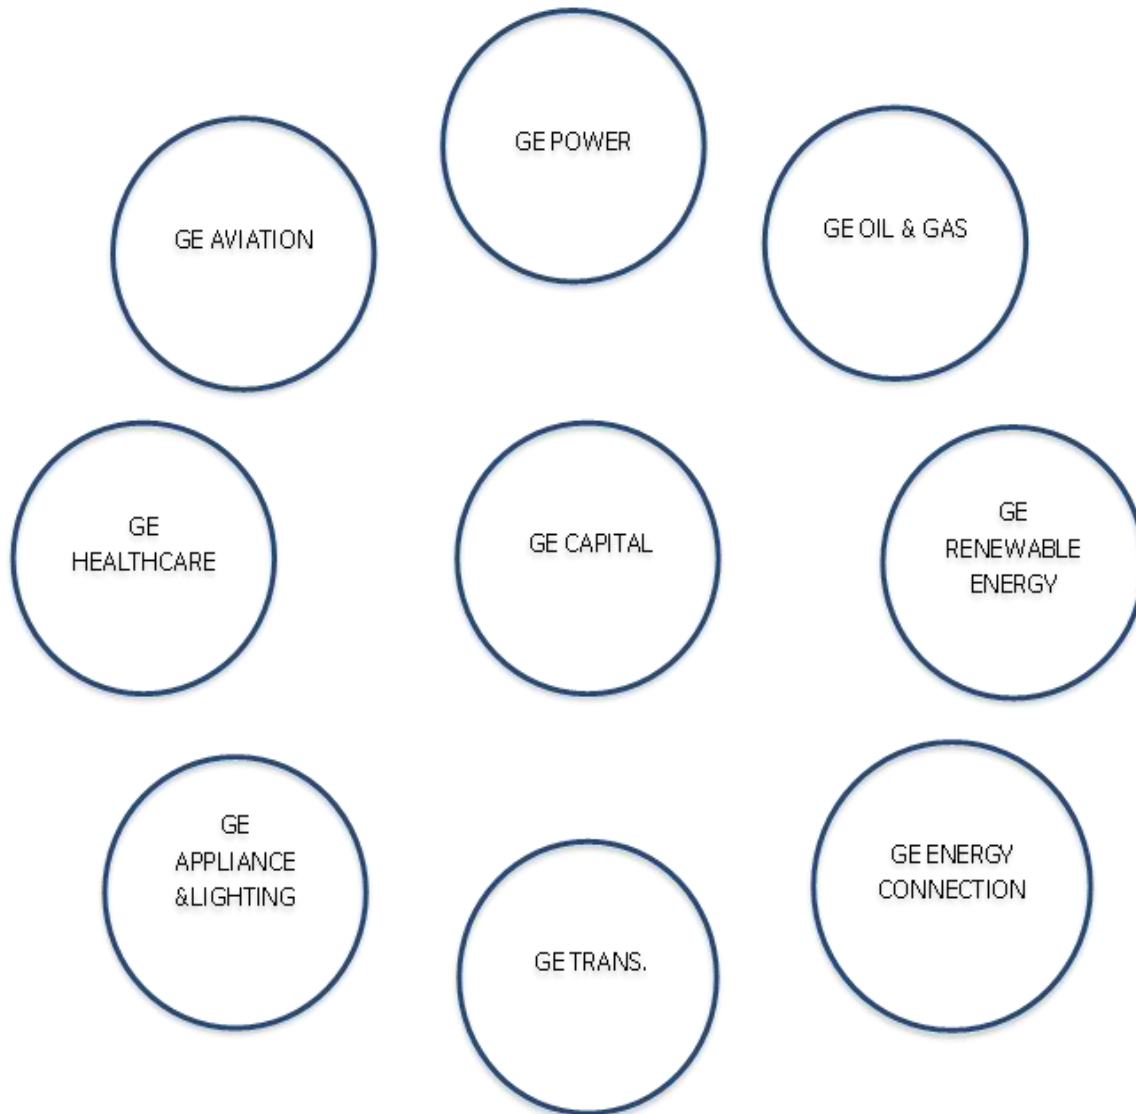 GE POWER
GE OIL & GAS
GE AVIATION
GE
HEALTHCARE
GE CAPITAL
GE
RENEWABLE
ENERGY
GE
APPLIANCE
&LIGHTING
GE ENERGY
CONNECTION
GE TRANS.